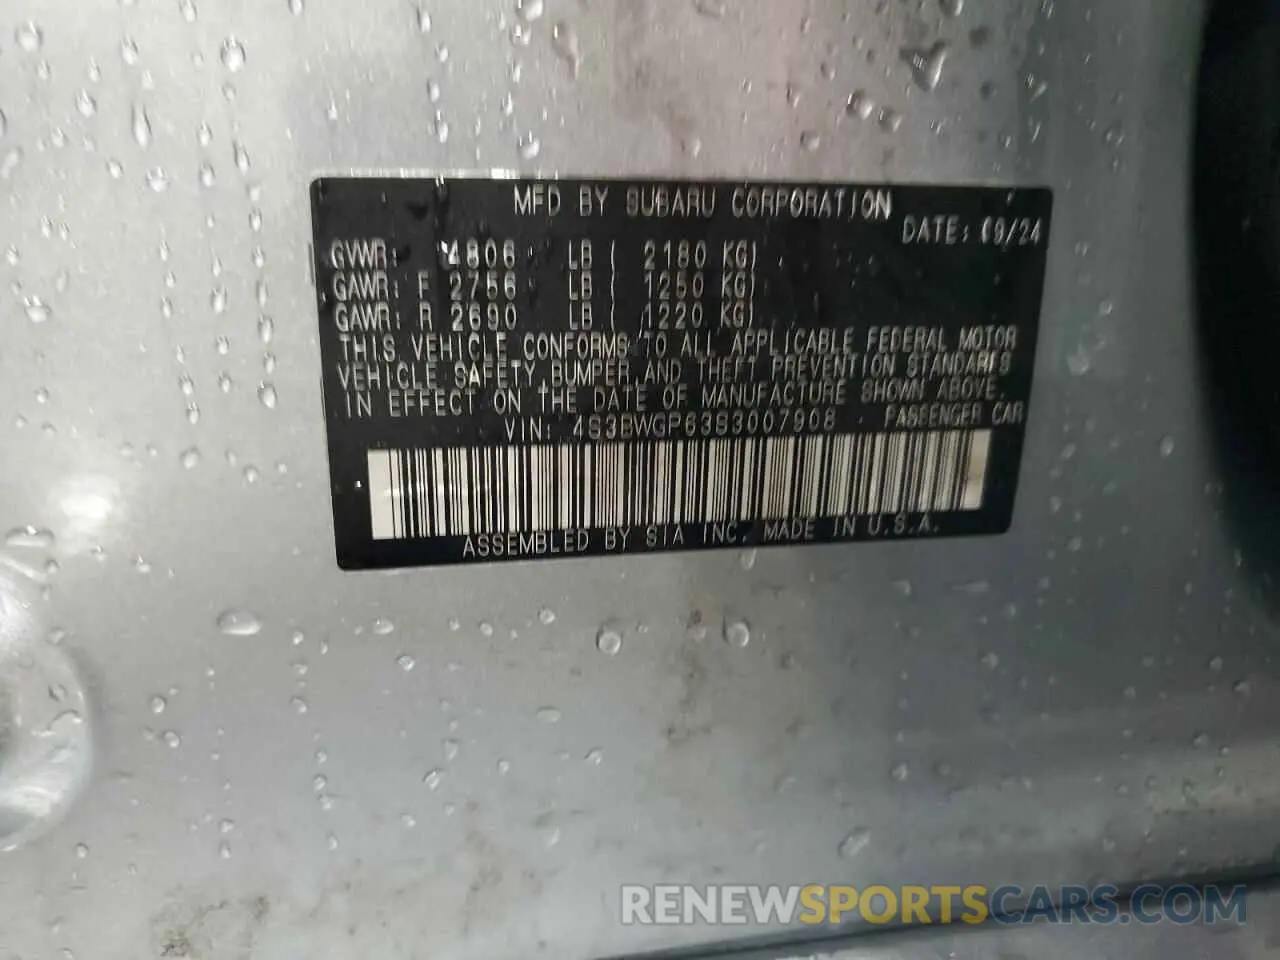 MFD BY SUBARU CORPORATION
DATE: 09/24
GVWR: 4806 LB ( 2180 KG)
GAWR: F 2756 LB ( 1250 KG)
GAWR: R 2690 LB ( 1220 KG)
THIS VEHICLE CONFORMS TO ALL APPLICABLE FEDERAL MOTOR
VEHICLE SAFETY BUMPER, AND THEFT PREVENTION STANDARDS
IN EFFECT ON THE DATE OF MANUFACTURE SHOWN ABOVE.
VIN: 4S3BWGP63S3007908 PASSENGER CAR
ASSEMBLED BY SIA INC. MADE IN U.S.A.
RENEWSPORTSCARS.COM